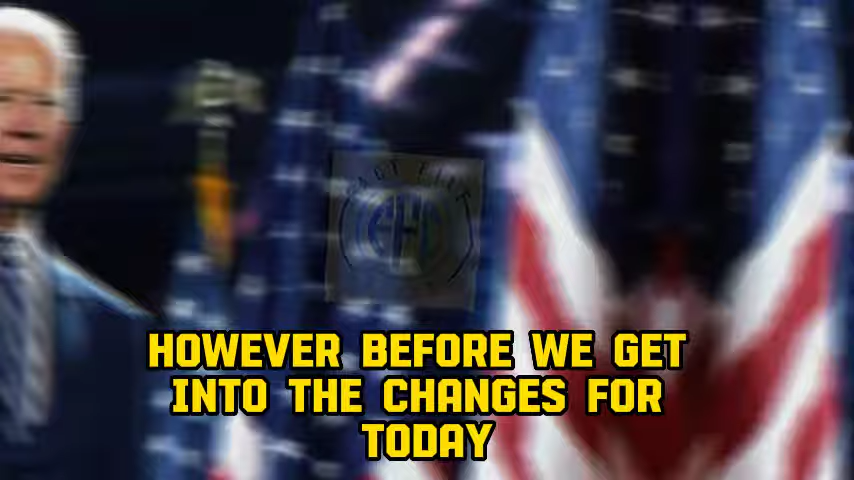 HOWEVER BEFORE WE GET
INTO THE CHANGES FOR
TODAY